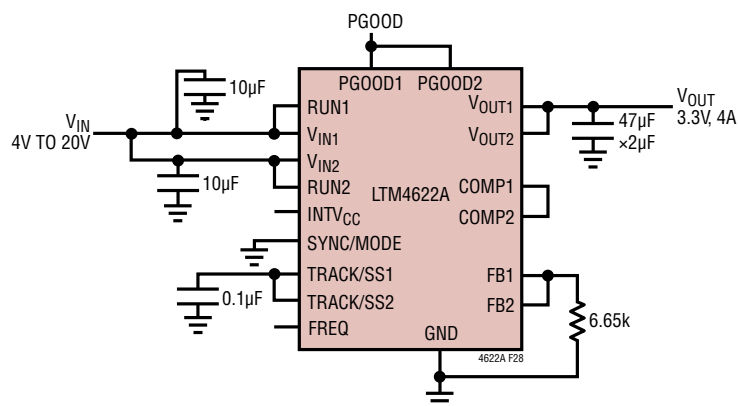 PGOOD
PGOOD1 PGOOD2
10µF
RUN1
VIN
4V TO 20V
VIN1
VIN2
10µF
RUN2
INTVCC
SYNC/MODE
TRACK/SS1
0.1µF
TRACK/SS2
FREQ
LTM4622A
VOUT1
VOUT2
VOUT
3.3V, 4A
47µF
×2µF
COMP1
COMP2
FB1
FB2
6.65k
GND
4622A F28